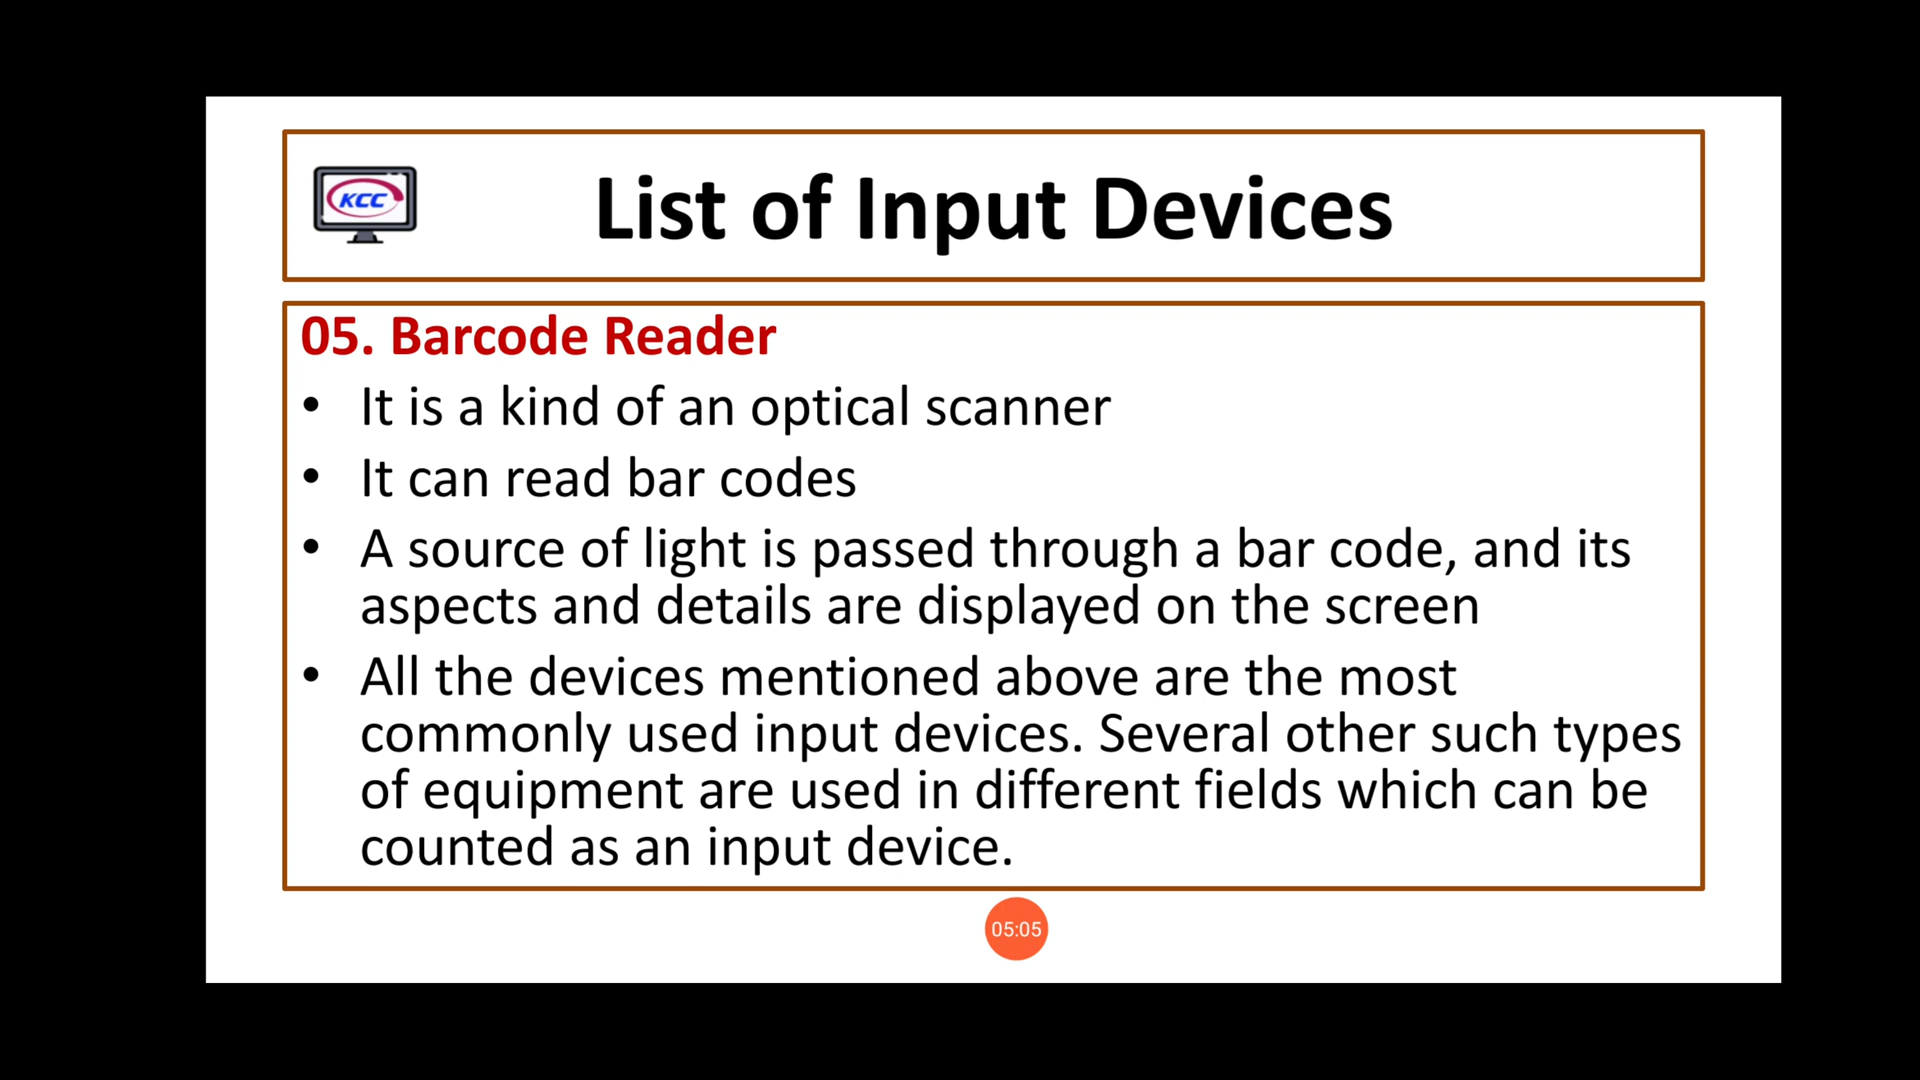 KCC
List of Input Devices
05. Barcode Reader
• It is a kind of an optical scanner
• It can read bar codes
• A source of light is passed through a bar code, and its
aspects and details are displayed on the screen
• All the devices mentioned above are the most
commonly used input devices. Several other such types
of equipment are used in different fields which can be
counted as an input device.
05:05